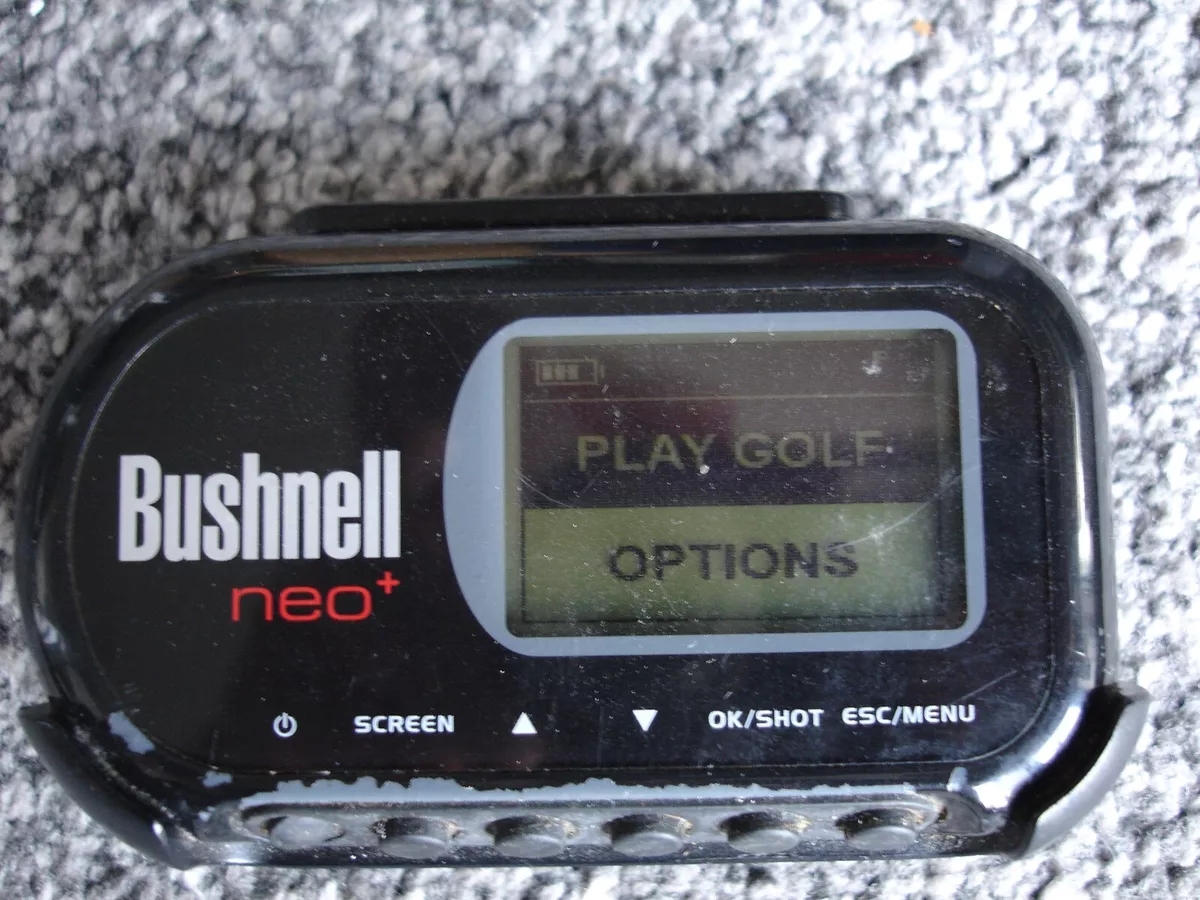 PLAY GOLF
Bushnell
neo+
OPTIONS
SCREEN ▲ ▼ OK/SHOT ESC/MENU